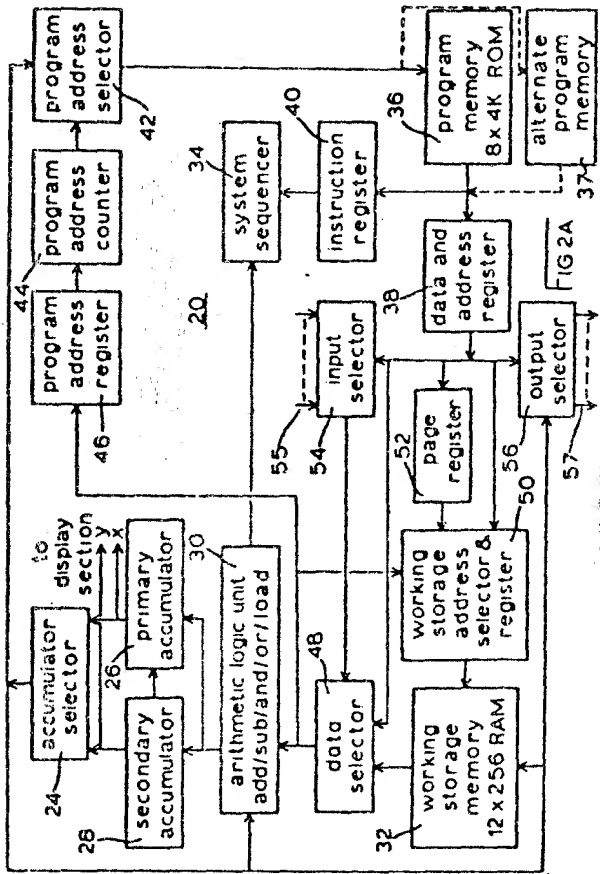 to
display
section
y
x
accumulator
selector
24
primary
accumulator
26
secondary
accumulator
28
arithmetic logic unit
add/sub/and/or/load
30
data
selector
48
working
storage
memory
12 x 256 RAM
32
working
storage
address
selector &
register
50
page
register
52
input
selector
54
55
output
selector
56
57
20
program
address
register
46
program
address
counter
44
program
address
selector
42
system
sequencer
34
instruction
register
40
data and
address
register
38
program
memory
8 x 4K ROM
36
alternate
program
memory
37
FIG 2A